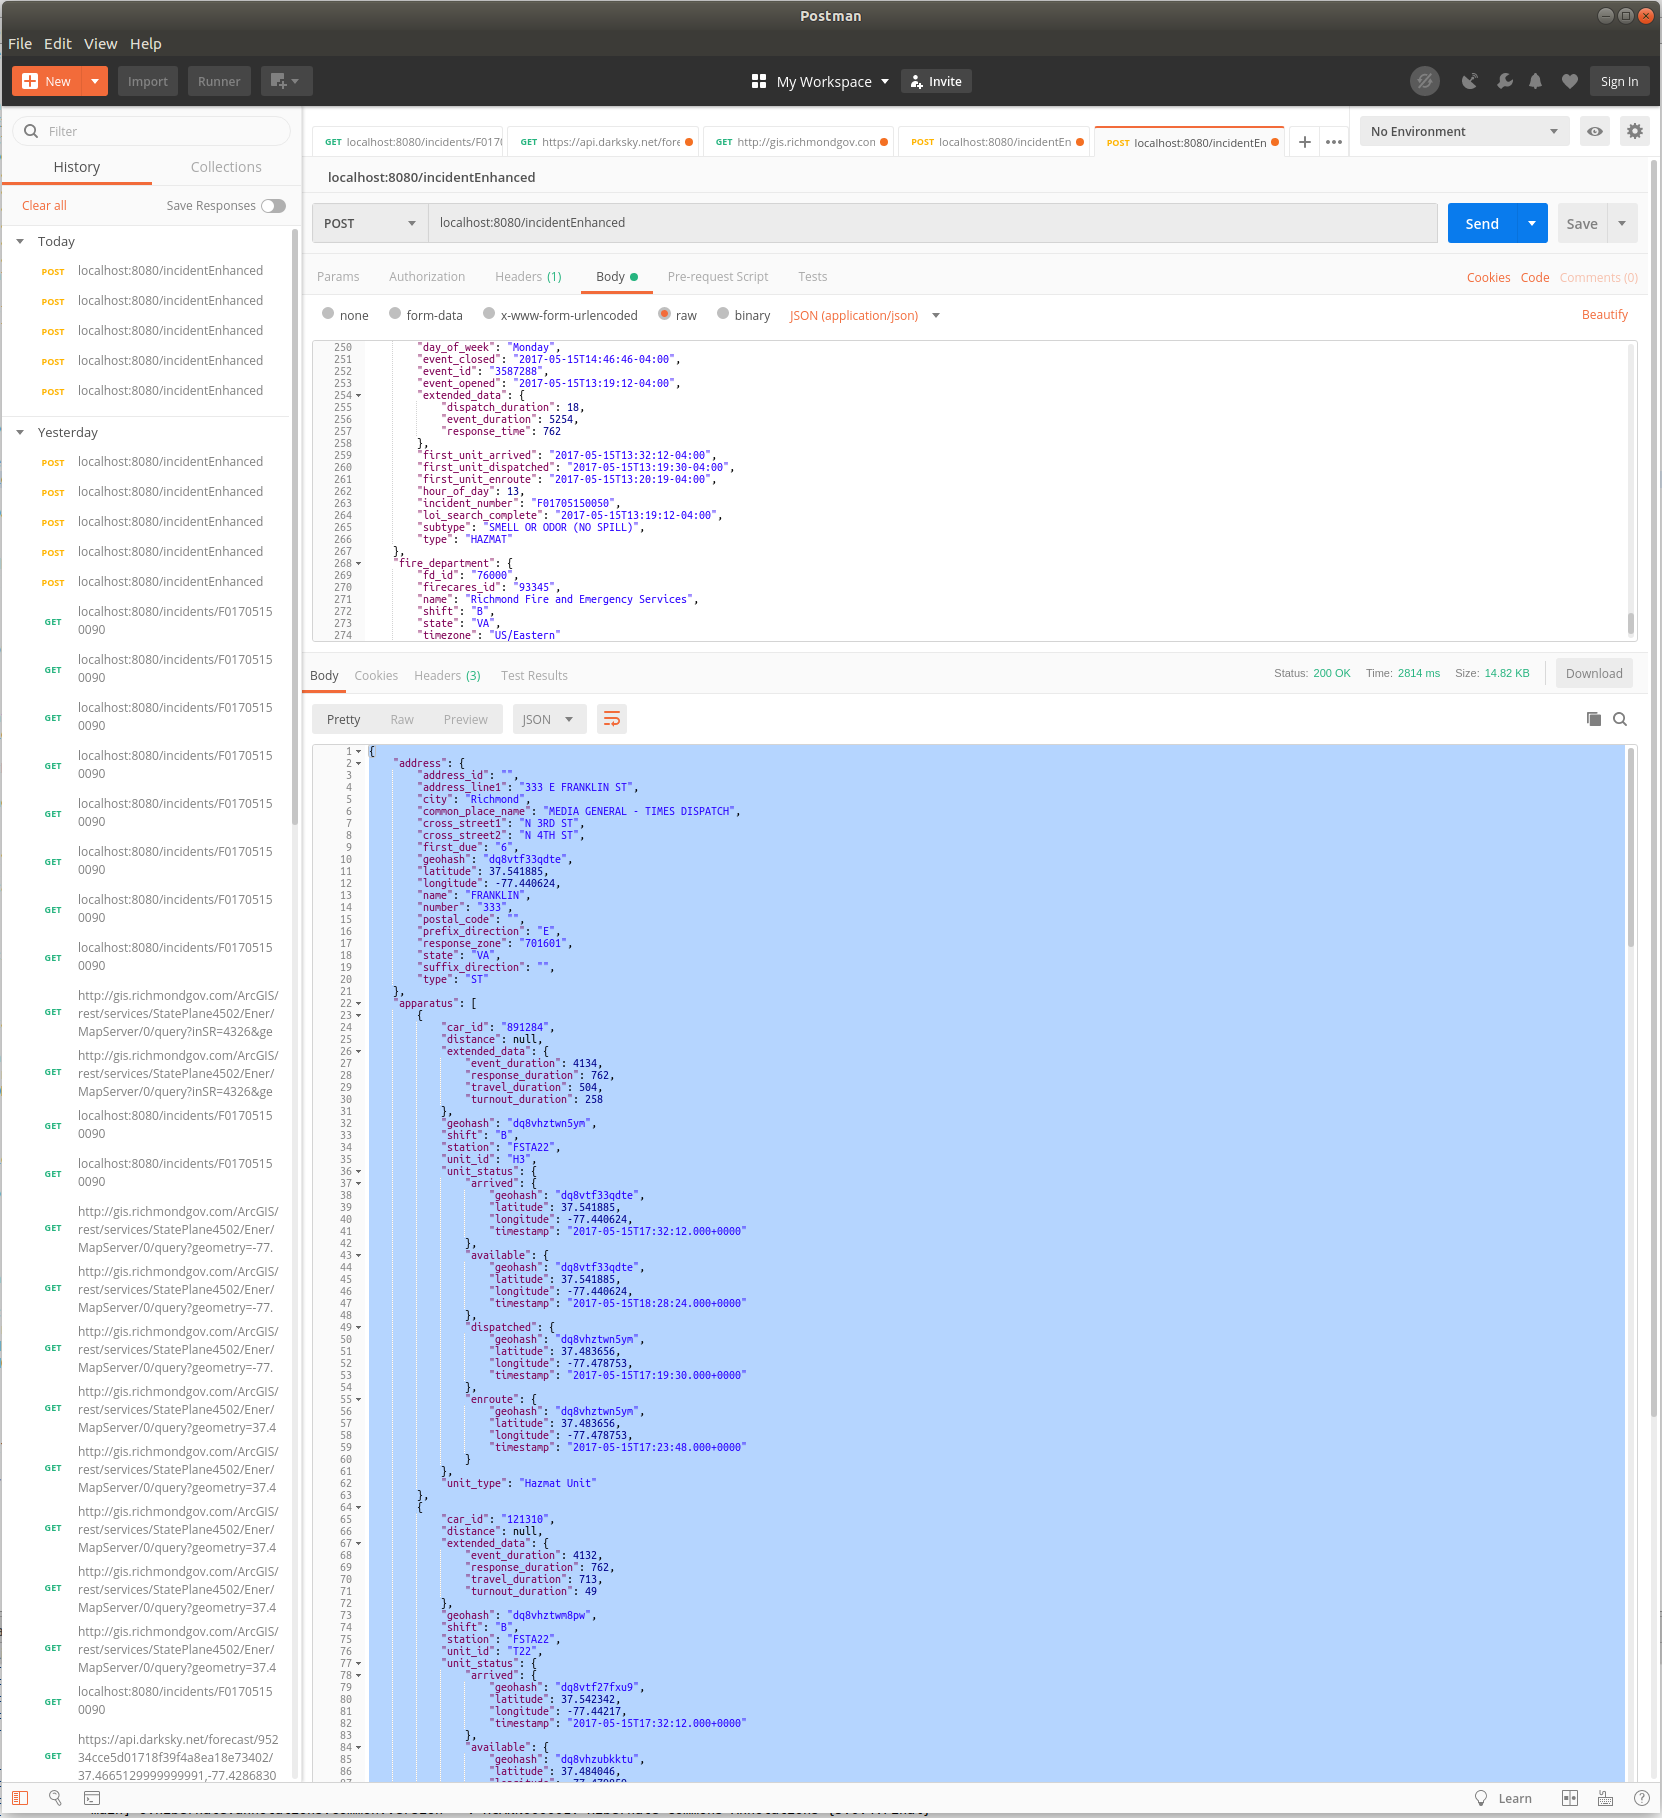 Postman
File Edit View Help
New Import Runner My Workspace Invite Sign In
Filter
History Collections
Clear all Save Responses
Today
POST localhost:8080/incidentEnhanced
POST localhost:8080/incidentEnhanced
POST localhost:8080/incidentEnhanced
POST localhost:8080/incidentEnhanced
POST localhost:8080/incidentEnhanced
Yesterday
POST localhost:8080/incidentEnhanced
POST localhost:8080/incidentEnhanced
POST localhost:8080/incidentEnhanced
POST localhost:8080/incidentEnhanced
POST localhost:8080/incidentEnhanced
GET localhost:8080/incidents/F0170515
0090
GET localhost:8080/incidents/F0170515
0090
GET localhost:8080/incidents/F0170515
0090
GET localhost:8080/incidents/F0170515
0090
GET localhost:8080/incidents/F0170515
0090
GET localhost:8080/incidents/F0170515
0090
GET localhost:8080/incidents/F0170515
0090
GET localhost:8080/incidents/F0170515
0090
GET http://gis.richmondgov.com/ArcGIS/
rest/services/StatePlane4502/Ener/
MapServer/0/query?inSR=4326&ge
GET http://gis.richmondgov.com/ArcGIS/
rest/services/StatePlane4502/Ener/
MapServer/0/query?inSR=4326&ge
GET localhost:8080/incidents/F0170515
0090
GET localhost:8080/incidents/F0170515
0090
GET http://gis.richmondgov.com/ArcGIS/
rest/services/StatePlane4502/Ener/
MapServer/0/query?geometry=-77.
GET http://gis.richmondgov.com/ArcGIS/
rest/services/StatePlane4502/Ener/
MapServer/0/query?geometry=-77.
GET http://gis.richmondgov.com/ArcGIS/
rest/services/StatePlane4502/Ener/
MapServer/0/query?geometry=-77.
GET http://gis.richmondgov.com/ArcGIS/
rest/services/StatePlane4502/Ener/
MapServer/0/query?geometry=37.4
GET http://gis.richmondgov.com/ArcGIS/
rest/services/StatePlane4502/Ener/
MapServer/0/query?geometry=37.4
GET http://gis.richmondgov.com/ArcGIS/
rest/services/StatePlane4502/Ener/
MapServer/0/query?geometry=37.4
GET http://gis.richmondgov.com/ArcGIS/
rest/services/StatePlane4502/Ener/
MapServer/0/query?geometry=37.4
GET http://gis.richmondgov.com/ArcGIS/
rest/services/StatePlane4502/Ener/
MapServer/0/query?geometry=37.4
GET localhost:8080/incidents/F0170515
0090
GET https://api.darksky.net/forecast/952
34cce5d01718f39f4a8ea18e73402/
37.4665129999999991,-77.4286830
GET localhost:8080/incidents/F0170 GET https://api.darksky.net/fore GET http://gis.richmondgov.con POST localhost:8080/incidentEn POST localhost:8080/incidentEn
No Environment
localhost:8080/incidentEnhanced
POST localhost:8080/incidentEnhanced Send Save
Params Authorization Headers (1) Body Pre-request Script Tests Cookies Code Comments (0)
none form-data x-www-form-urlencoded raw binary JSON (application/json) Beautify
250 "day_of_week": "Monday",
251 "event_closed": "2017-05-15T14:46:46-04:00",
252 "event_id": "3587288",
253 "event_opened": "2017-05-15T13:19:12-04:00",
254 "extended_data": {
255 "dispatch_duration": 18,
256 "event_duration": 5254,
257 "response_time": 762
258 },
259 "first_unit_arrived": "2017-05-15T13:32:12-04:00",
260 "first_unit_dispatched": "2017-05-15T13:19:30-04:00",
261 "first_unit_enroute": "2017-05-15T13:20:19-04:00",
262 "hour_of_day": 13,
263 "incident_number": "F01705150050",
264 "loi_search_complete": "2017-05-15T13:19:12-04:00",
265 "subtype": "SMELL OR ODOR (NO SPILL)",
266 "type": "HAZMAT"
267 },
268 "fire_department": {
269 "fd_id": "76000",
270 "firecares_id": "93345",
271 "name": "Richmond Fire and Emergency Services",
272 "shift": "B",
273 "state": "VA",
274 "timezone": "US/Eastern"
Body Cookies Headers (3) Test Results Status: 200 OK Time: 2814 ms Size: 14.82 KB Download
Pretty Raw Preview JSON
1 {
2 "address": {
3 "address_id": "",
4 "address_line1": "333 E FRANKLIN ST",
5 "city": "Richmond",
6 "common_place_name": "MEDIA GENERAL - TIMES DISPATCH",
7 "cross_street1": "N 3RD ST",
8 "cross_street2": "N 4TH ST",
9 "first_due": "6",
10 "geohash": "dq8vtf33qdte",
11 "latitude": 37.541885,
12 "longitude": -77.440624,
13 "name": "FRANKLIN",
14 "number": "333",
15 "postal_code": "",
16 "prefix_direction": "E",
17 "response_zone": "701601",
18 "state": "VA",
19 "suffix_direction": "",
20 "type": "ST"
21 },
22 "apparatus": [
23 {
24 "car_id": "891284",
25 "distance": null,
26 "extended_data": {
27 "event_duration": 4134,
28 "response_duration": 762,
29 "travel_duration": 504,
30 "turnout_duration": 258
31 },
32 "geohash": "dq8vhztwn5ym",
33 "shift": "B",
34 "station": "FSTA22",
35 "unit_id": "H3",
36 "unit_status": {
37 "arrived": {
38 "geohash": "dq8vtf33qdte",
39 "latitude": 37.541885,
40 "longitude": -77.440624,
41 "timestamp": "2017-05-15T17:32:12.000+0000"
42 },
43 "available": {
44 "geohash": "dq8vtf33qdte",
45 "latitude": 37.541885,
46 "longitude": -77.440624,
47 "timestamp": "2017-05-15T18:28:24.000+0000"
48 },
49 "dispatched": {
50 "geohash": "dq8vhztwn5ym",
51 "latitude": 37.483656,
52 "longitude": -77.478753,
53 "timestamp": "2017-05-15T17:19:30.000+0000"
54 },
55 "enroute": {
56 "geohash": "dq8vhztwn5ym",
57 "latitude": 37.483656,
58 "longitude": -77.478753,
59 "timestamp": "2017-05-15T17:23:48.000+0000"
60 }
61 },
62 "unit_type": "Hazmat Unit"
63 },
64 {
65 "car_id": "121310",
66 "distance": null,
67 "extended_data": {
68 "event_duration": 4132,
69 "response_duration": 762,
70 "travel_duration": 713,
71 "turnout_duration": 49
72 },
73 "geohash": "dq8vhztwm8pw",
74 "shift": "B",
75 "station": "FSTA22",
76 "unit_id": "T22",
77 "unit_status": {
78 "arrived": {
79 "geohash": "dq8vtf27fxu9",
80 "latitude": 37.542342,
81 "longitude": -77.44217,
82 "timestamp": "2017-05-15T17:32:12.000+0000"
83 },
84 "available": {
85 "geohash": "dq8vhzubkktu",
86 "latitude": 37.484046,
Learn